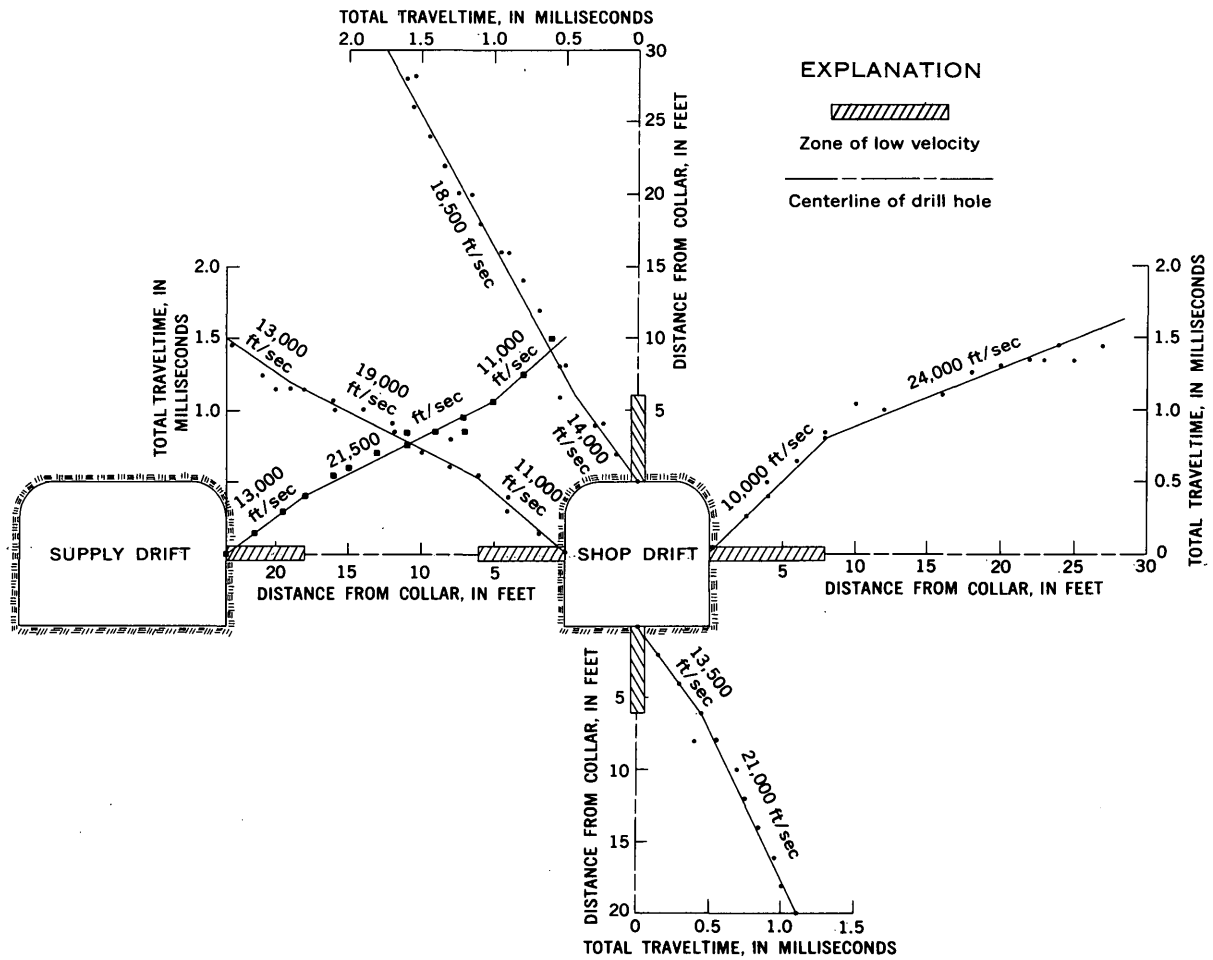 TOTAL TRAVELTIME, IN MILLISECONDS
2.0 1.5 1.0 0.5 0
30
25
20
15
10
5
DISTANCE FROM COLLAR, IN FEET
18,500 ft/sec
14,000
ft/sec
EXPLANATION
Zone of low velocity
Centerline of drill hole
TOTAL TRAVELTIME, IN
MILLISECONDS
2.0
1.5
1.0
13,000
ft/sec
19,000
ft/sec
11,000
ft/sec
13,000
ft/sec
21,500 ft/sec
11,000
ft/sec
SUPPLY DRIFT
SHOP DRIFT
20 15 10 5
DISTANCE FROM COLLAR, IN FEET
10,000 ft/sec
24,000 ft/sec
2.0
1.5
1.0
0.5
0
TOTAL TRAVELTIME, IN MILLISECONDS
5 10 15 20 25 30
DISTANCE FROM COLLAR, IN FEET
13,500
ft/sec
21,000 ft/sec
5
10
15
20
DISTANCE FROM COLLAR, IN FEET
0 0.5 1.0 1.5
TOTAL TRAVELTIME, IN MILLISECONDS